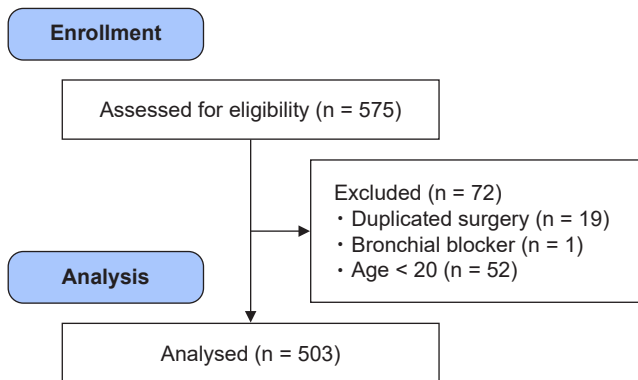 Enrollment
Assessed for eligibility (n = 575)
Excluded (n = 72)
・Duplicated surgery (n = 19)
・Bronchial blocker (n = 1)
・Age < 20 (n = 52)
Analysis
Analysed (n = 503)